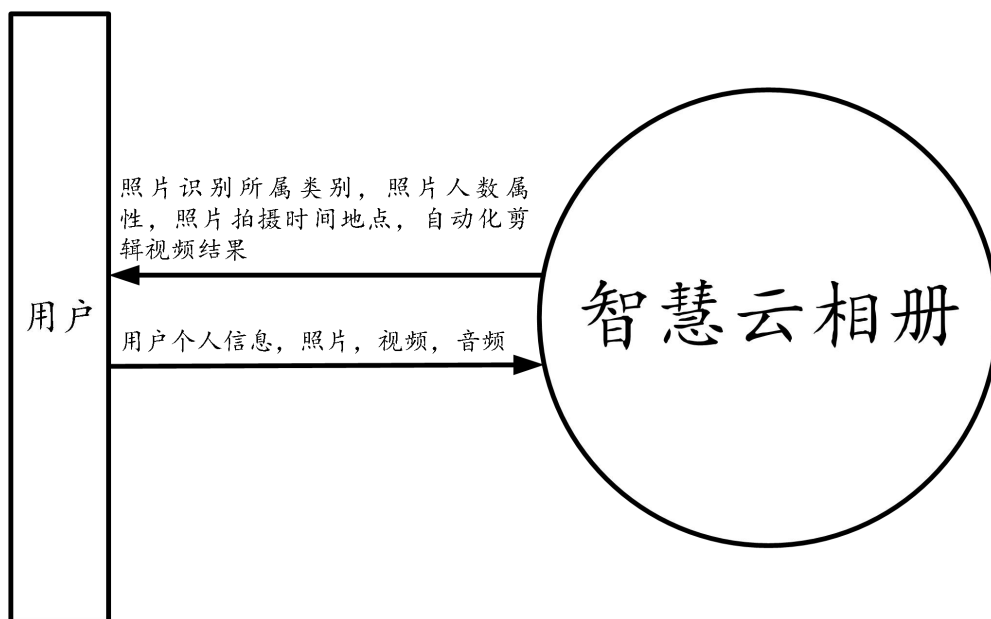 照片识别所属类别，照片人数属
性，照片拍摄时间地点，自动化剪
辑视频结果
用户
用户个人信息，照片，视频，音频
智慧云相册